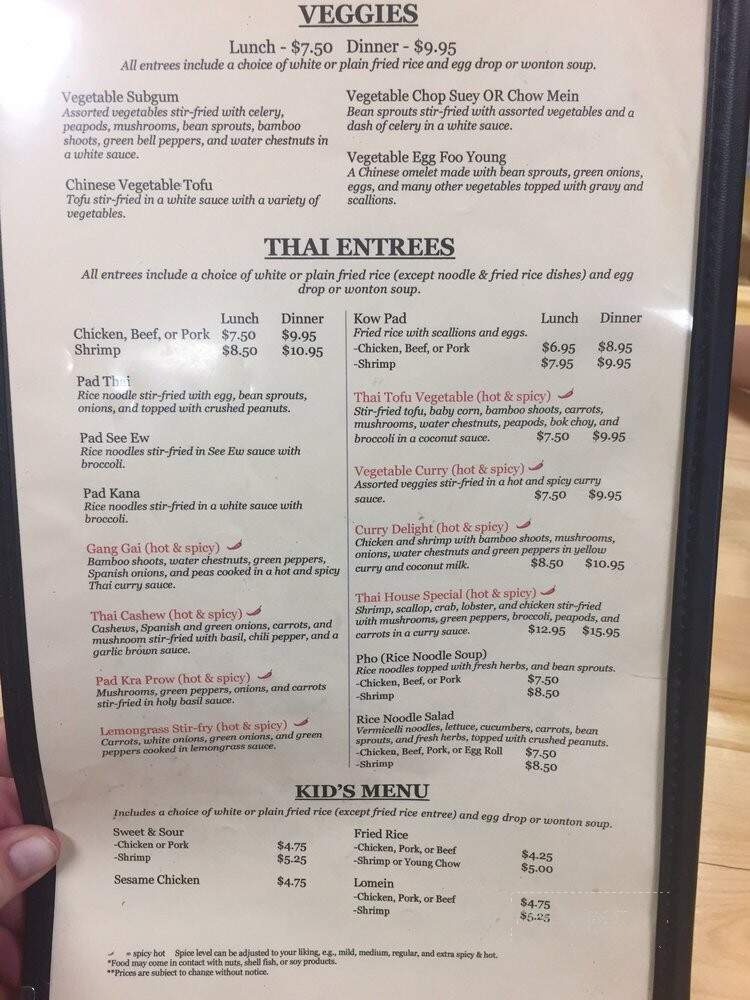 VEGGIES
Lunch - $7.50 Dinner - $9.95
All entrees include a choice of white or plain fried rice and egg drop or wonton soup.
Vegetable Subgum
Assorted vegetables stir-fried with celery,
peapods, mushrooms, bean sprouts, bamboo
shoots, green bell peppers, and water chestnuts in
a white sauce.
Chinese Vegetable Tofu
Tofu stir-fried in a white sauce with a variety of
vegetables.
Vegetable Chop Suey OR Chow Mein
Bean sprouts stir-fried with assorted vegetables and a
dash of celery in a white sauce.
Vegetable Egg Foo Young
A Chinese omelet made with bean sprouts, green onions,
eggs, and many other vegetables topped with gravy and
scallions.
THAI ENTREES
All entrees include a choice of white or plain fried rice (except noodle & fried rice dishes) and egg
drop or wonton soup.
Lunch Dinner
Chicken, Beef, or Pork $7.50 $9.95
Shrimp $8.50 $10.95
Pad Thai
Rice noodle stir-fried with egg, bean sprouts,
onions, and topped with crushed peanuts.
Pad See Ew
Rice noodles stir-fried in See Ew sauce with
broccoli.
Pad Kana
Rice noodles stir-fried in a white sauce with
broccoli.
Gang Gai (hot & spicy)
Bamboo shoots, water chestnuts, green peppers,
Spanish onions, and peas cooked in a hot and spicy
Thai curry sauce.
Thai Cashew (hot & spicy)
Cashews, Spanish and green onions, carrots, and
mushroom stir-fried with basil, chili pepper, and a
garlic brown sauce.
Pad Kra Prow (hot & spicy)
Mushrooms, green peppers, onions, and carrots
stir-fried in holy basil sauce.
Lemongrass Stir-fry (hot & spicy)
Carrots, white onions, green onions, and green
peppers cooked in lemongrass sauce.
Kow Pad Lunch Dinner
Fried rice with scallions and eggs.
-Chicken, Beef, or Pork $6.95 $8.95
-Shrimp $7.95 $9.95
Thai Tofu Vegetable (hot & spicy)
Stir-fried tofu, baby corn, bamboo shoots, carrots,
mushrooms, water chestnuts, peapods, bok choy, and
broccoli in a coconut sauce. $7.50 $9.95
Vegetable Curry (hot & spicy)
Assorted veggies stir-fried in a hot and spicy curry
sauce. $7.50 $9.95
Curry Delight (hot & spicy)
Chicken and shrimp with bamboo shoots, mushrooms,
onions, water chestnuts and green peppers in yellow
curry and coconut milk. $8.50 $10.95
Thai House Special (hot & spicy)
Shrimp, scallop, crab, lobster, and chicken stir-fried
with mushrooms, green peppers, broccoli, peapods, and
carrots in a curry sauce. $12.95 $15.95
Pho (Rice Noodle Soup)
Rice noodles topped with fresh herbs, and bean sprouts.
-Chicken, Beef, or Pork $7.50
-Shrimp $8.50
Rice Noodle Salad
Vermicelli noodles, lettuce, cucumbers, carrots, bean
sprouts, and fresh herbs, topped with crushed peanuts.
-Chicken, Beef, Pork, or Egg Roll $7.50
-Shrimp $8.50
KID'S MENU
Includes a choice of white or plain fried rice (except fried rice entree) and egg drop or wonton soup.
Sweet & Sour
-Chicken or Pork $4.75
-Shrimp $5.25
Sesame Chicken $4.75
Fried Rice
-Chicken, Pork, or Beef $4.25
-Shrimp or Young Chow $5.00
Lomein
-Chicken, Pork, or Beef $4.75
-Shrimp $5.25
= spicy hot Spice level can be adjusted to your liking, e.g., mild, medium, regular, and extra spicy & hot.
*Food may come in contact with nuts, shell fish, or soy products.
**Prices are subject to change without notice.